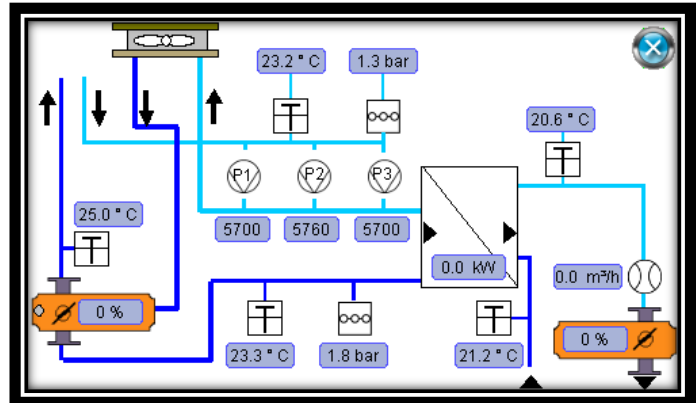 23.2 ° C
1.3 bar
20.6 ° C
P1
P2
P3
25.0 ° C
5700
5760
5700
0.0 kW
0.0 m³/h
0 %
0 %
23.3 ° C
1.8 bar
21.2 ° C